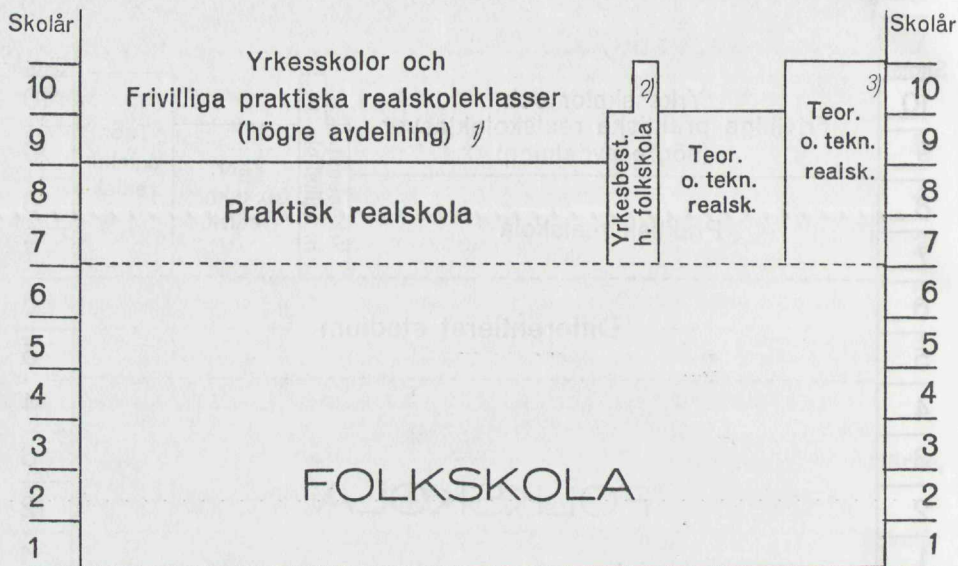 Skolår
10
9
8
7
6
5
4
3
2
1
Yrkesskolor och
Frivilliga praktiska realskoleklasser
(högre avdelning) 1)
Praktisk realskola
Yrkesbest.
h. folkskola 2)
Teor.
o. tekn.
realsk.
3)
Teor.
o. tekn.
realsk.
FOLKSKOLA
Skolår
10
9
8
7
6
5
4
3
2
1